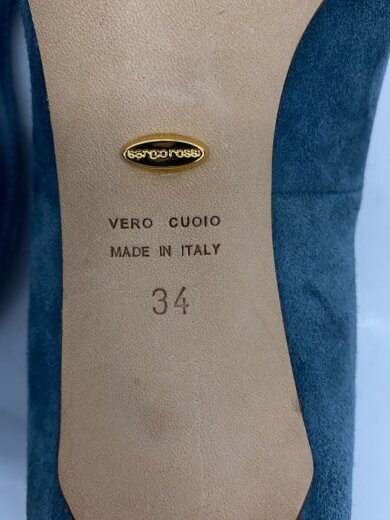 sergio rossi
VERO CUOIO
MADE IN ITALY
34